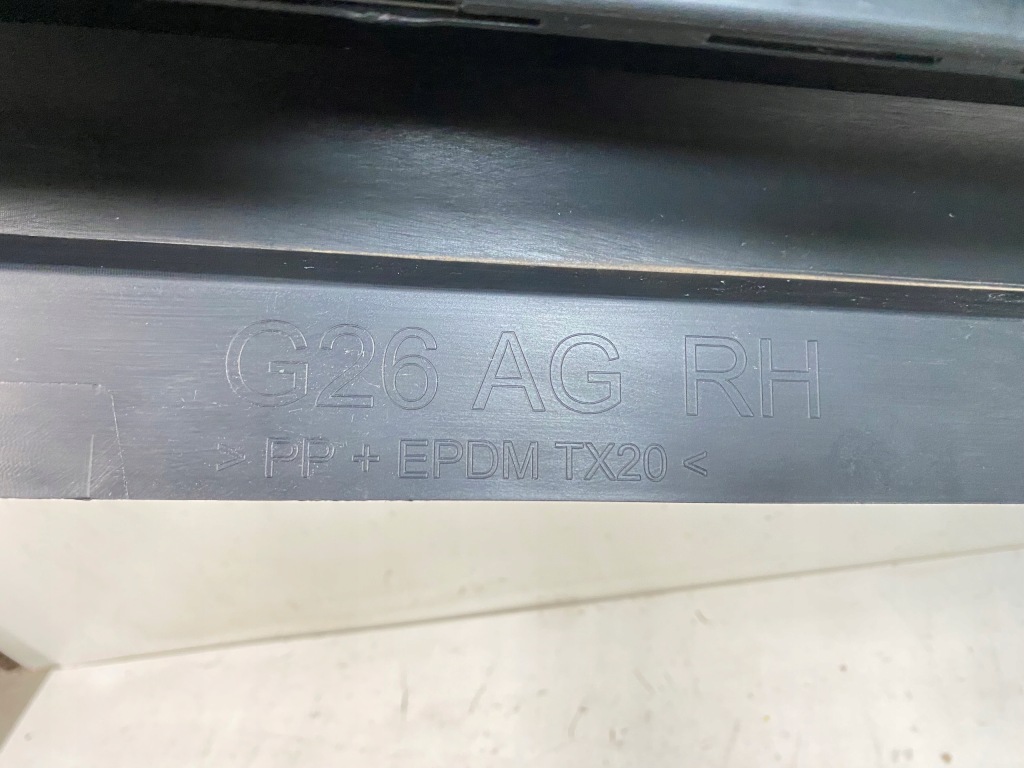 G26 AG RH
> PP + EPDM TX20 <